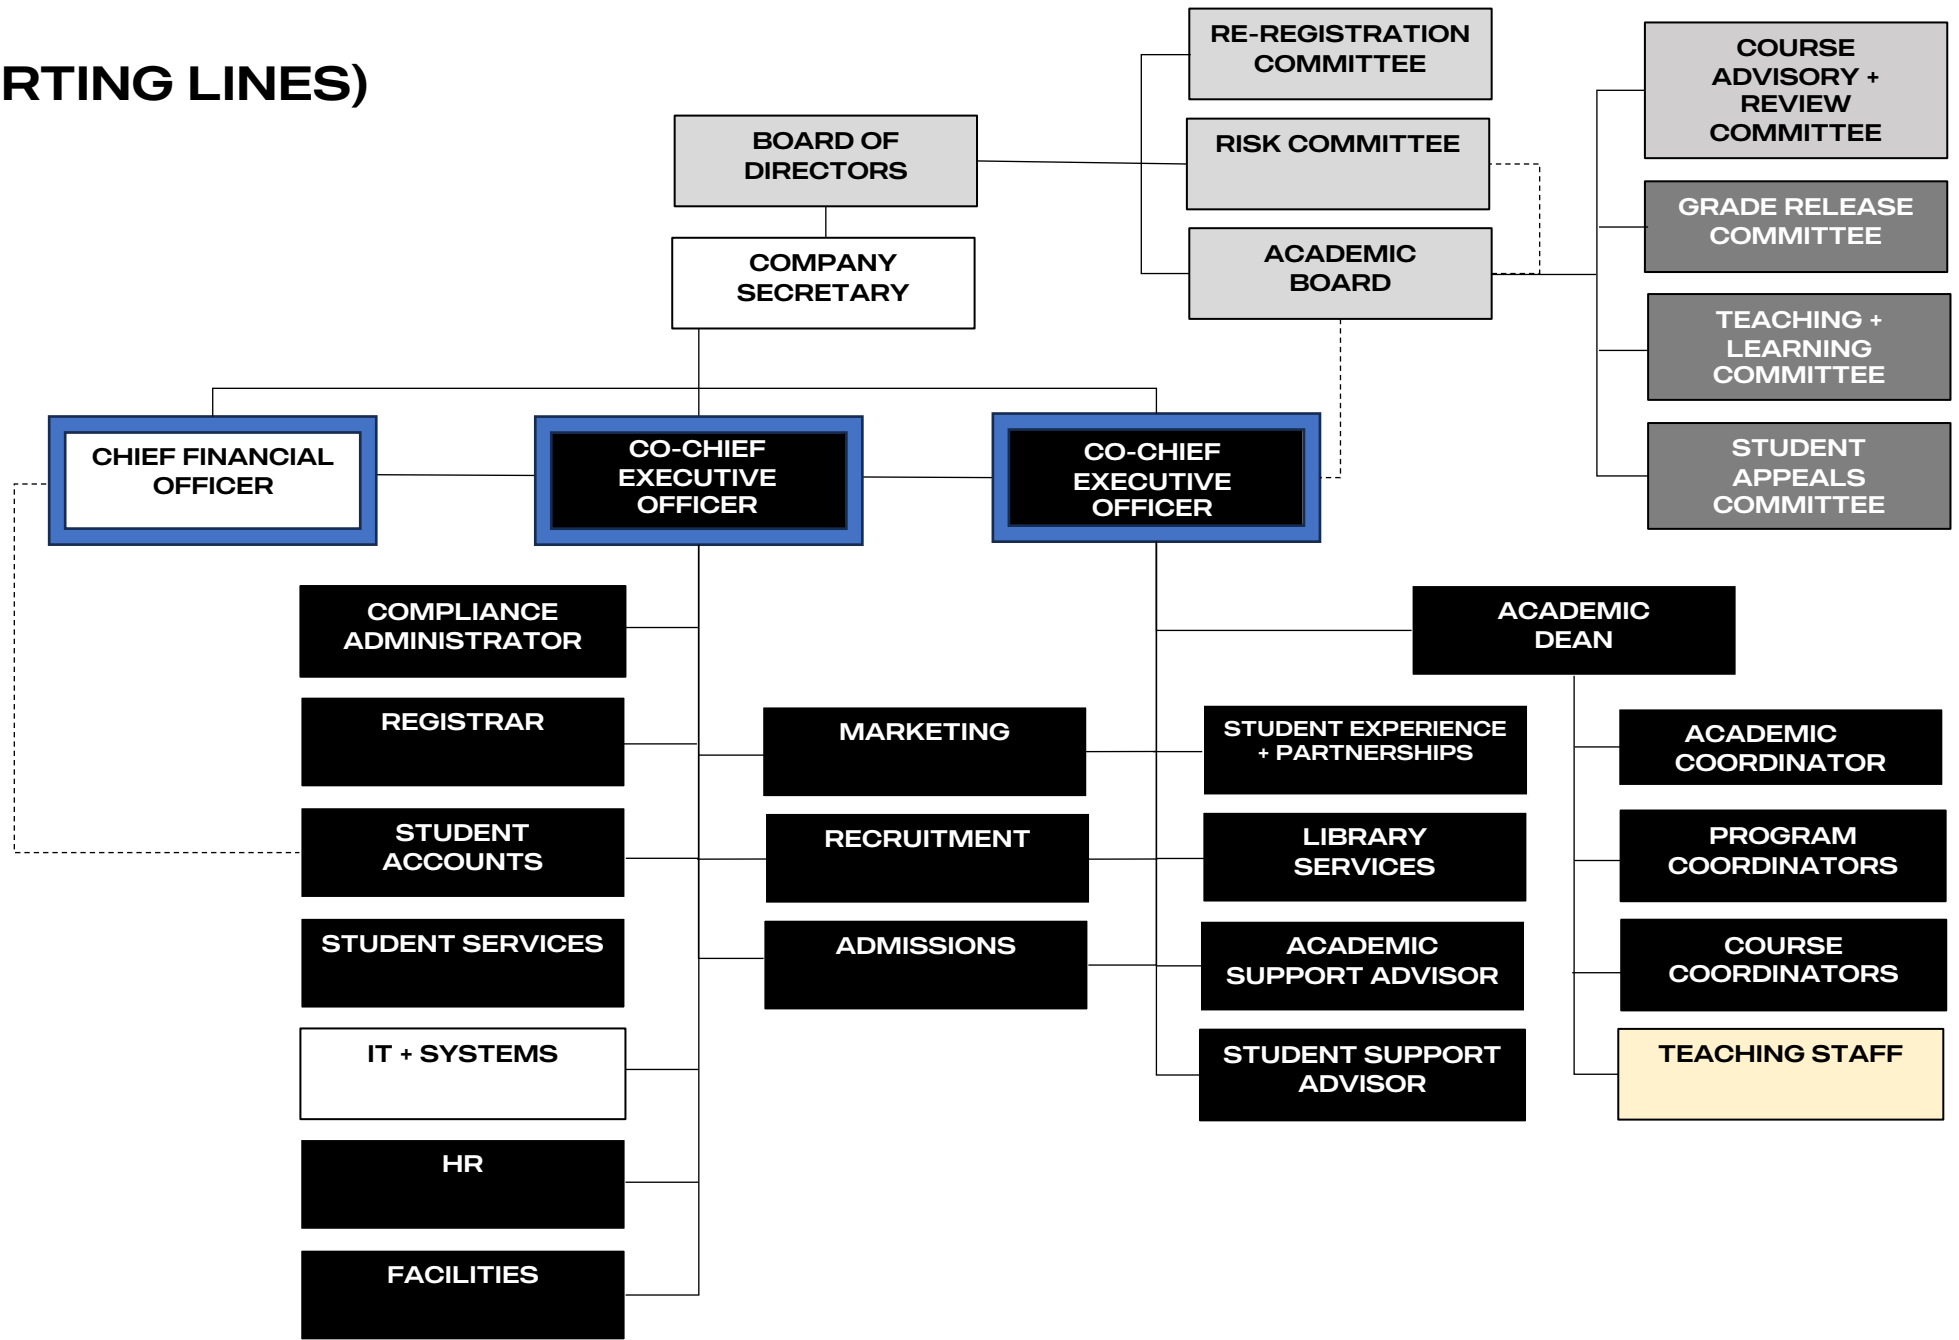 RTING LINES)
BOARD OF
DIRECTORS
COMPANY
SECRETARY
RE-REGISTRATION
COMMITTEE
RISK COMMITTEE
ACADEMIC
BOARD
COURSE
ADVISORY +
REVIEW
COMMITTEE
GRADE RELEASE
COMMITTEE
TEACHING +
LEARNING
COMMITTEE
STUDENT
APPEALS
COMMITTEE
CHIEF FINANCIAL
OFFICER
CO-CHIEF
EXECUTIVE
OFFICER
CO-CHIEF
EXECUTIVE
OFFICER
COMPLIANCE
ADMINISTRATOR
REGISTRAR
STUDENT
ACCOUNTS
STUDENT SERVICES
IT + SYSTEMS
HR
FACILITIES
MARKETING
RECRUITMENT
ADMISSIONS
STUDENT EXPERIENCE
+ PARTNERSHIPS
LIBRARY
SERVICES
ACADEMIC
SUPPORT ADVISOR
STUDENT SUPPORT
ADVISOR
ACADEMIC
DEAN
ACADEMIC
COORDINATOR
PROGRAM
COORDINATORS
COURSE
COORDINATORS
TEACHING STAFF